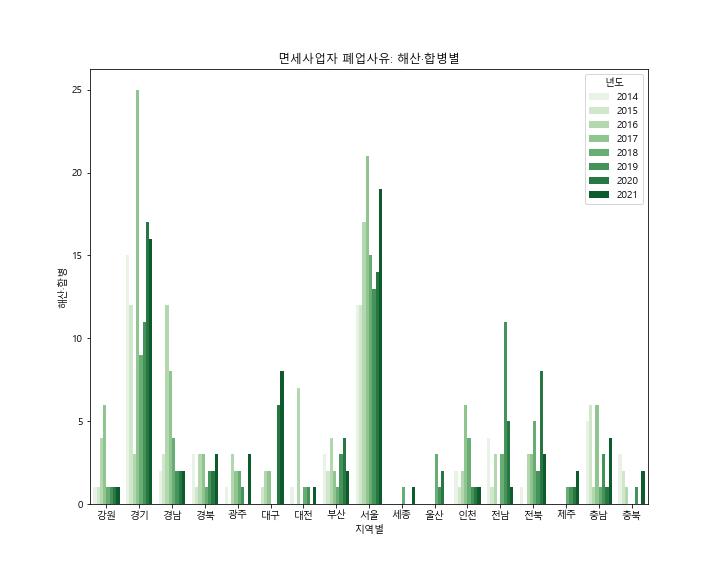 면세사업자 폐업사유: 해산·합병별
년도
2014
2015
2016
2017
2018
2019
2020
2021
해산·합병
25
20
15
10
5
0
강원 경기 경남 경북 광주 대구 대전 부산 서울 세종 울산 인천 전남 전북 제주 충남 충북
지역별